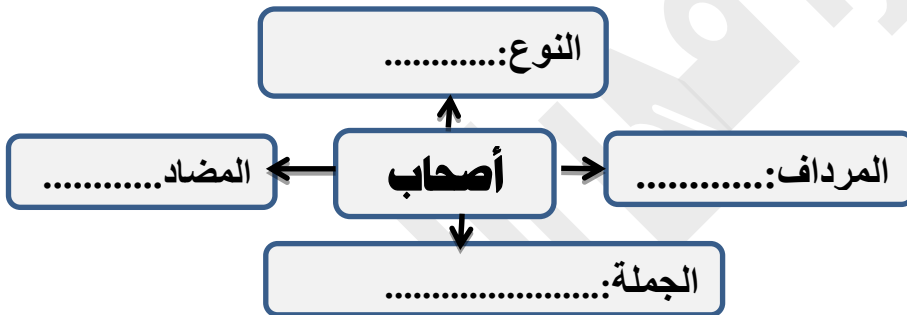 النوع:............
المرداف:............
أصحاب
المضاد............
الجملة:.......................